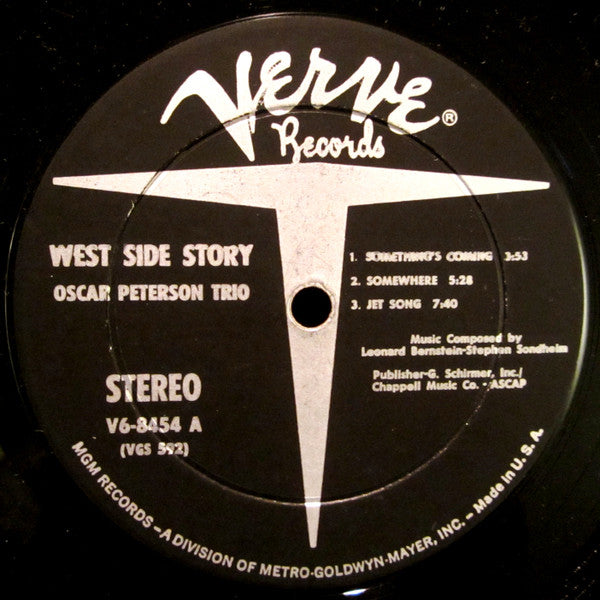 Verve®
Records
WEST SIDE STORY
OSCAR PETERSON TRIO
STEREO
V6-8454 A
(VGS 592)
1. SOMETHING'S COMING 3:53
2. SOMEWHERE 5:28
3. JET SONG 7:40
Music Composed by
Leonard Bernstein-Stephen Sondheim
Publisher-G. Schirmer, Inc./
Chappell Music Co. - ASCAP
MGM RECORDS – A DIVISION OF METRO-GOLDWYN-MAYER, INC. – Made in U. S. A.